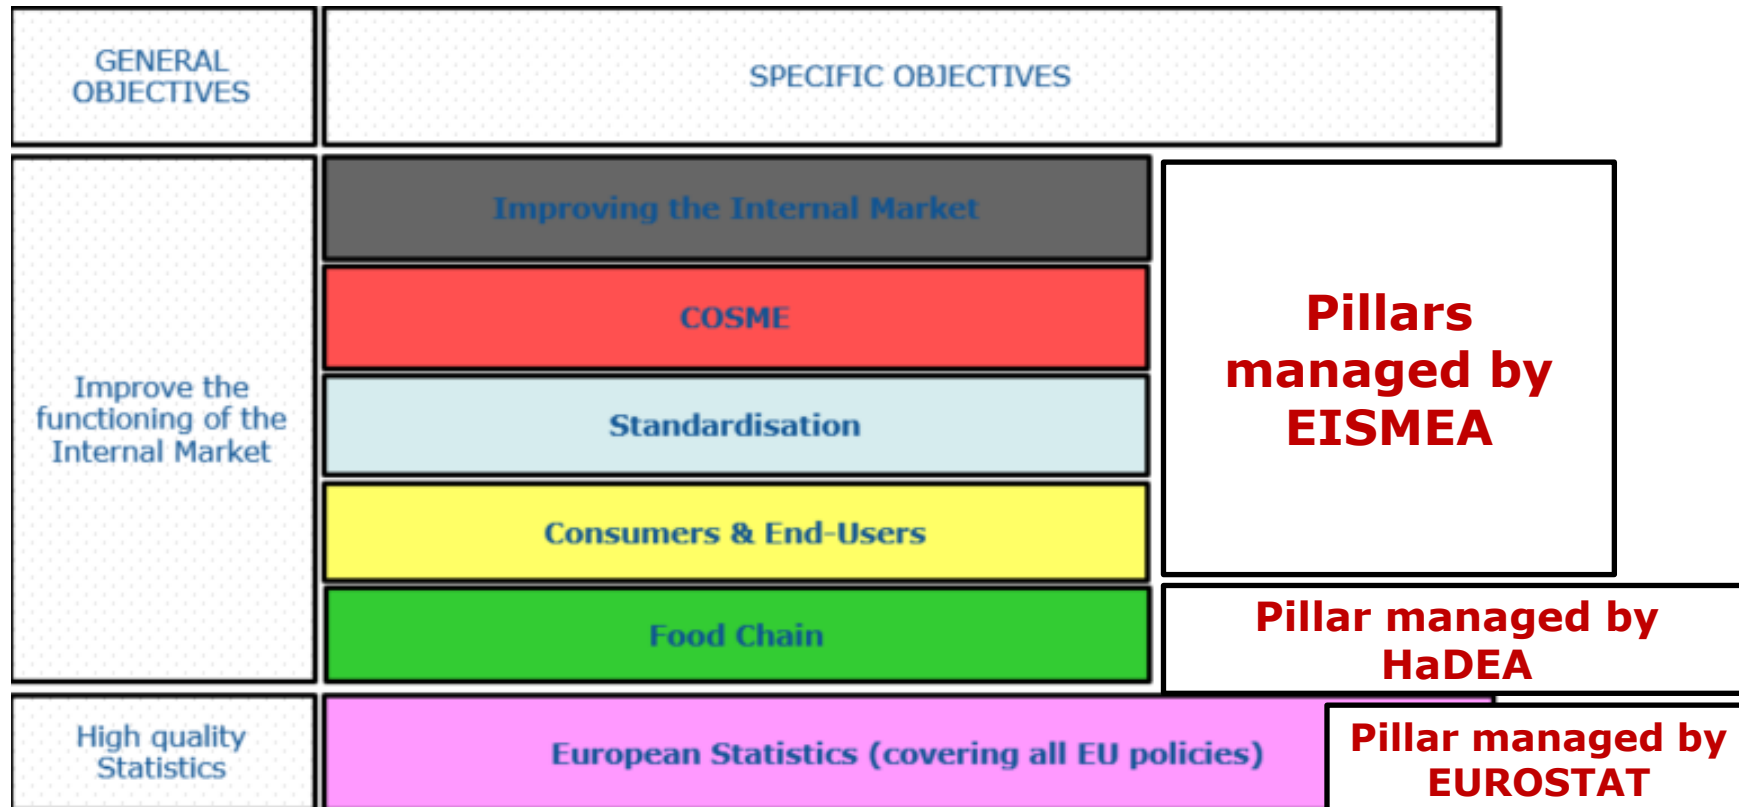 GENERAL
OBJECTIVES
SPECIFIC OBJECTIVES
Improve the
functioning of the
Internal Market
Improving the Internal Market
COSME
Standardisation
Consumers & End-Users
Food Chain
Pillars
managed by
EISMEA
Pillar managed by
HaDEA
High quality
Statistics
European Statistics (covering all EU policies)
Pillar managed by
EUROSTAT